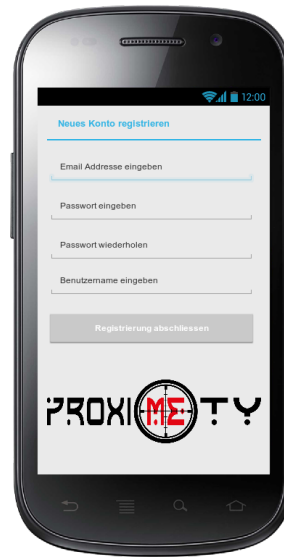 12:00
Neues Konto registrieren
Email Addresse eingeben
Passwort eingeben
Passwort wiederholen
Benutzername eingeben
Registrierung abschliessen
PROXIMETY